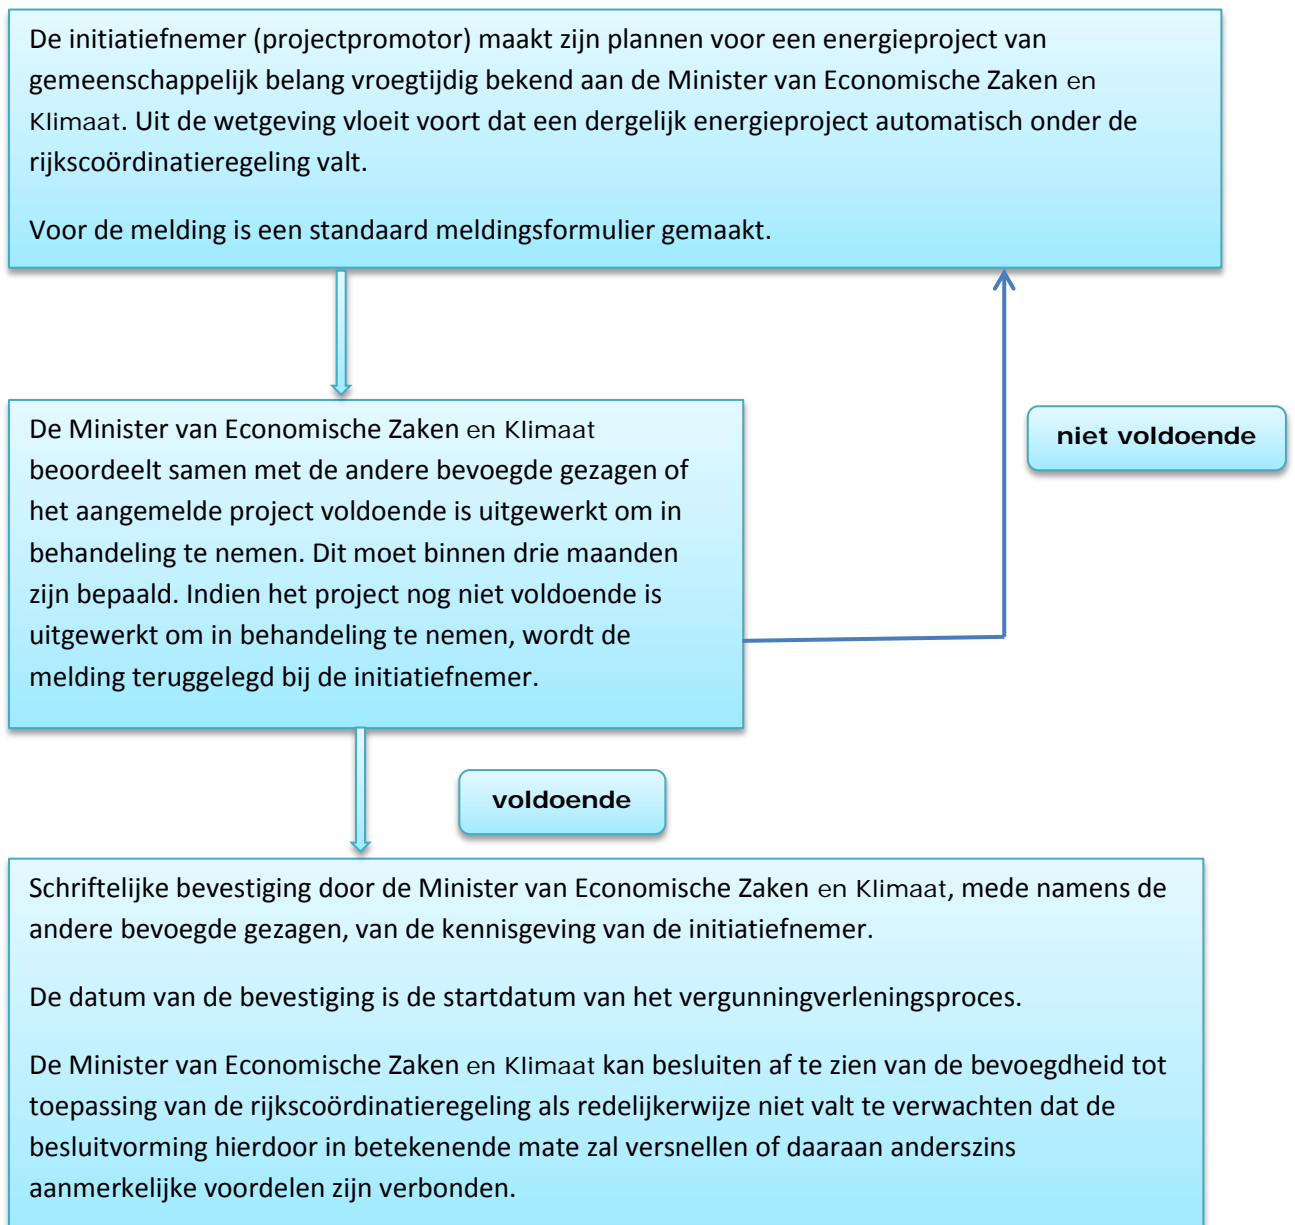 De initiatiefnemer (projectpromotor) maakt zijn plannen voor een energieproject van
gemeenschappelijk belang vroegtijdig bekend aan de Minister van Economische Zaken en
Klimaat. Uit de wetgeving vloeit voort dat een dergelijk energieproject automatisch onder de
rijkscoördinatieregeling valt.
Voor de melding is een standaard meldingsformulier gemaakt.
De Minister van Economische Zaken en Klimaat
beoordeelt samen met de andere bevoegde gezagen of
het aangemelde project voldoende is uitgewerkt om in
behandeling te nemen. Dit moet binnen drie maanden
zijn bepaald. Indien het project nog niet voldoende is
uitgewerkt om in behandeling te nemen, wordt de
melding teruggelegd bij de initiatiefnemer.
niet voldoende
voldoende
Schriftelijke bevestiging door de Minister van Economische Zaken en Klimaat, mede namens de
andere bevoegde gezagen, van de kennisgeving van de initiatiefnemer.
De datum van de bevestiging is de startdatum van het vergunningverleningsproces.
De Minister van Economische Zaken en Klimaat kan besluiten af te zien van de bevoegdheid tot
toepassing van de rijkscoördinatieregeling als redelijkerwijze niet valt te verwachten dat de
besluitvorming hierdoor in betekenende mate zal versnellen of daaraan anderszins
aanmerkelijke voordelen zijn verbonden.